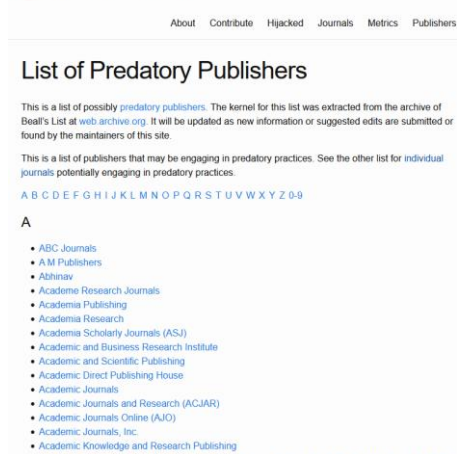 About Contribute Hijacked Journals Metrics Publishers
List of Predatory Publishers
This is a list of possibly predatory publishers. The kernel for this list was extracted from the archive of
Beall's List at web archive org. It will be updated as new information or suggested edits are submitted or
found by the maintainers of this site.
This is a list of publishers that may be engaging in predatory practices. See the other list for individual
journals potentially engaging in predatory practices.
A B C D E F G H I J K L M N O P Q R S T U V W X Y Z 0-9
A
• ABC Journals
• A M Publishers
• Abhinav
• Academe Research Journals
• Academia Publishing
• Academia Research
• Academia Scholarly Journals (ASJ)
• Academic and Business Research Institute
• Academic and Scientific Publishing
• Academic Direct Publishing House
• Academic Journals
• Academic Journals and Research (ACJAR)
• Academic Journals Online (AJO)
• Academic Journals, Inc.
• Academic Knowledge and Research Publishing